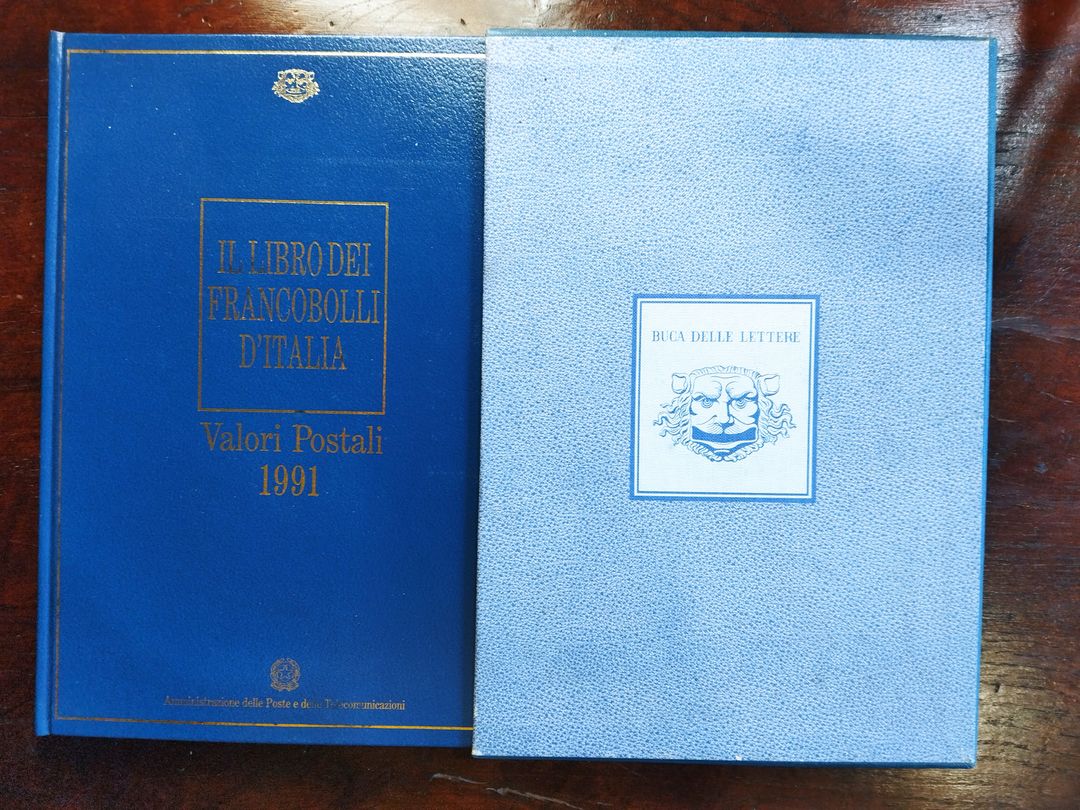 IL LIBRO DEI
FRANCOBOLLI
D'ITALIA
Valori Postali
1991
Amministrazione delle Poste e delle Telecomunicazioni
BUCA DELLE LETTERE